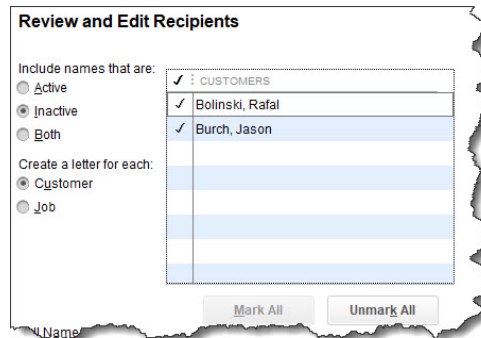 Review and Edit Recipients
Include names that are:
Active
Inactive
Both
Create a letter for each:
Customer
Job
✓ CUSTOMERS
✓ Bolinski, Rafal
✓ Burch, Jason
Mark All
Unmark All
Name